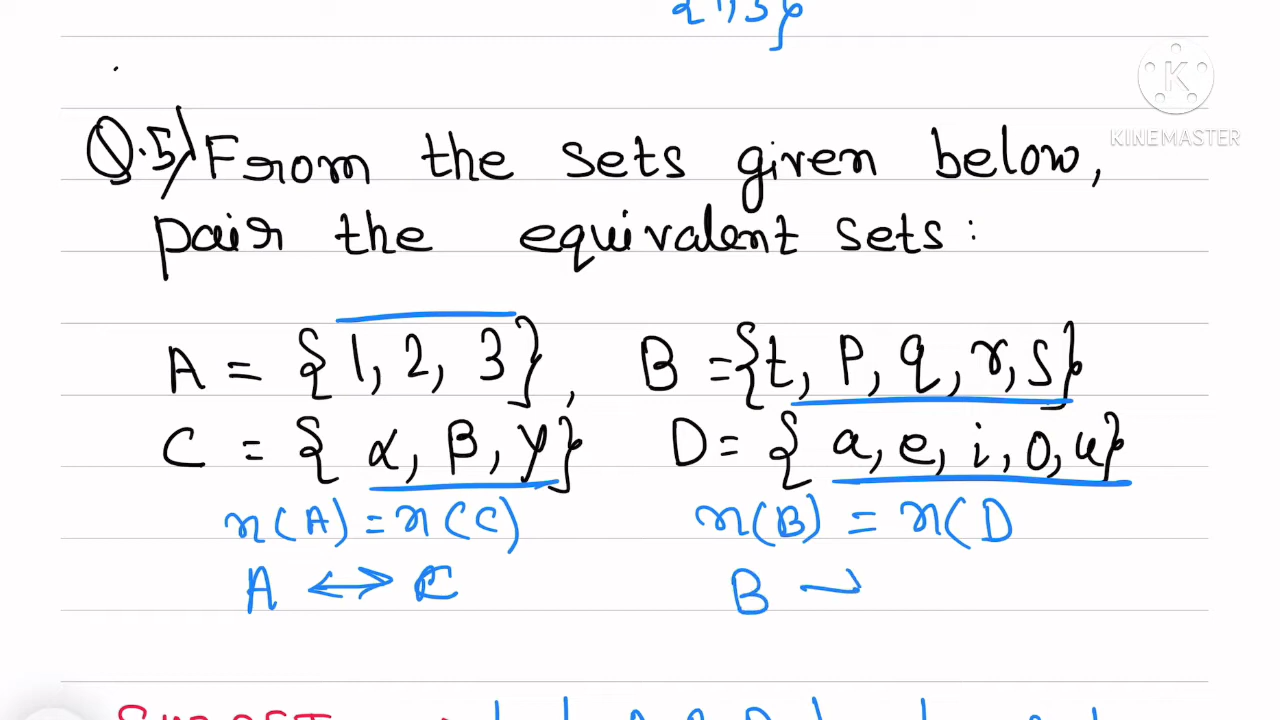 Q.5) From the sets given below,
pair the equivalent sets :
A = {1, 2, 3}, B = {t, p, q, r, s}
C = {α, β, γ} D = {a, e, i, o, u}
n(A) = n(C) n(B) = n(D
A ↔ C B
KINEMASTER